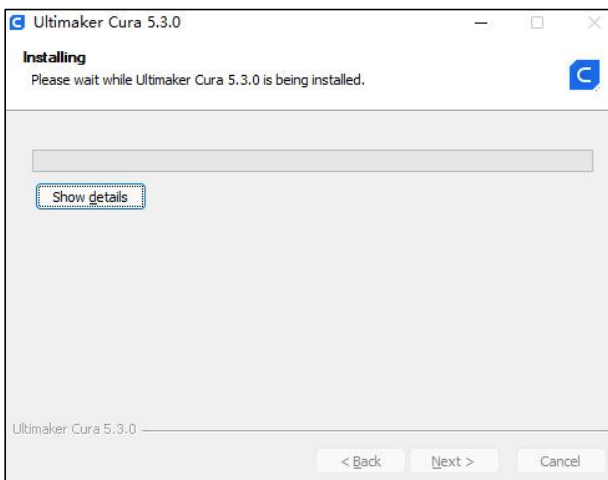 Ultimaker Cura 5.3.0
Installing
Please wait while Ultimaker Cura 5.3.0 is being installed.
Show details
Ultimaker Cura 5.3.0
< Back Next > Cancel